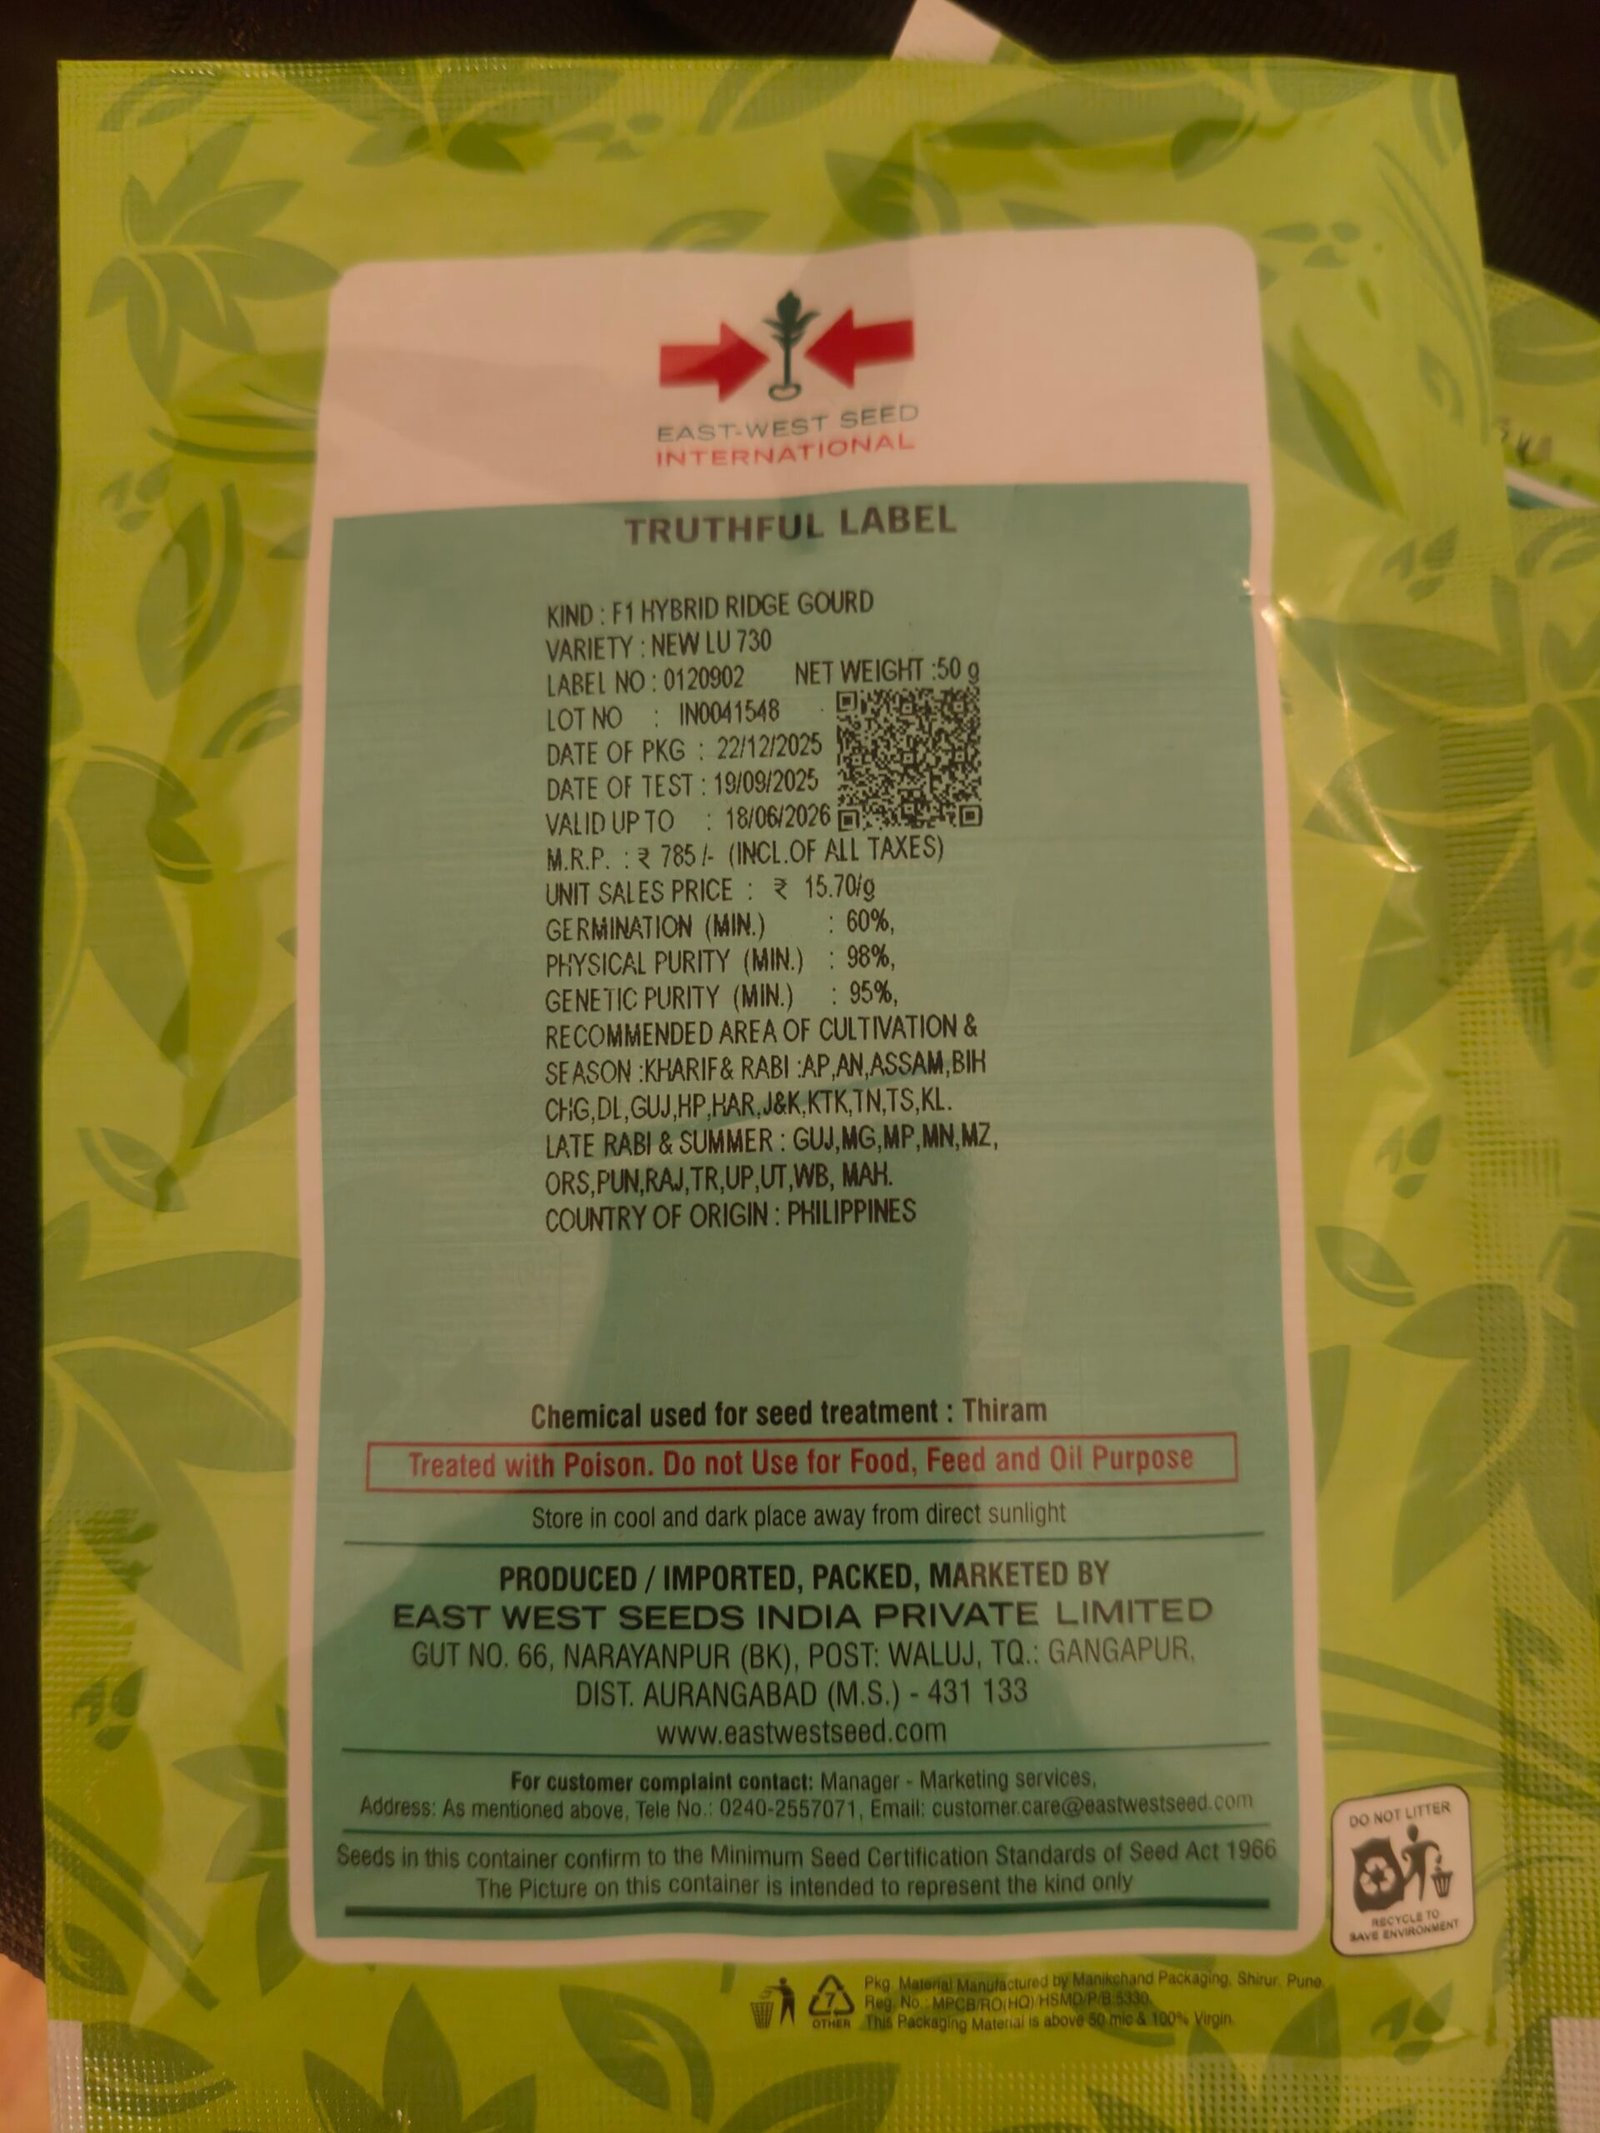 EAST-WEST SEED
INTERNATIONAL
TRUTHFUL LABEL
KIND : F1 HYBRID RIDGE GOURD
VARIETY : NEW LU 730
LABEL NO : 0120902 NET WEIGHT :50 g
LOT NO : IN0041548
DATE OF PKG : 22/12/2025
DATE OF TEST : 19/09/2025
VALID UP TO : 18/06/2026
M.R.P. : ₹ 785/- (INCL.OF ALL TAXES)
UNIT SALES PRICE : ₹ 15.70/g
GERMINATION (MIN.) : 60%,
PHYSICAL PURITY (MIN.) : 98%,
GENETIC PURITY (MIN.) : 95%,
RECOMMENDED AREA OF CULTIVATION &
SEASON :KHARIF& RABI :AP,AN,ASSAM,BIH
CHG,DL,GUJ,HP,HAR,J&K,KTK,TN,TS,KL.
LATE RABI & SUMMER : GUJ,MG,MP,MN,MZ,
ORS,PUN,RAJ,TR,UP,UT,WB, MAH.
COUNTRY OF ORIGIN : PHILIPPINES
Chemical used for seed treatment : Thiram
Treated with Poison. Do not Use for Food, Feed and Oil Purpose
Store in cool and dark place away from direct sunlight
PRODUCED / IMPORTED, PACKED, MARKETED BY
EAST WEST SEEDS INDIA PRIVATE LIMITED
GUT NO. 66, NARAYANPUR (BK), POST: WALUJ, TQ.: GANGAPUR,
DIST. AURANGABAD (M.S.) - 431 133
www.eastwestseed.com
For customer complaint contact: Manager - Marketing services,
Address: As mentioned above, Tele No.: 0240-2557071, Email: customer.care@eastwestseed.com
Seeds in this container confirm to the Minimum Seed Certification Standards of Seed Act 1966
The Picture on this container is intended to represent the kind only
DO NOT LITTER
RECYCLE TO
SAVE ENVIRONMENT
7
OTHER
Pkg. Material Manufactured by Manikchand Packaging, Shirur, Pune.
Reg. No.: MPCB/RO(HQ)/HSMD/P/B.5330.
This Packaging Material is above 50 mic & 100% Virgin.